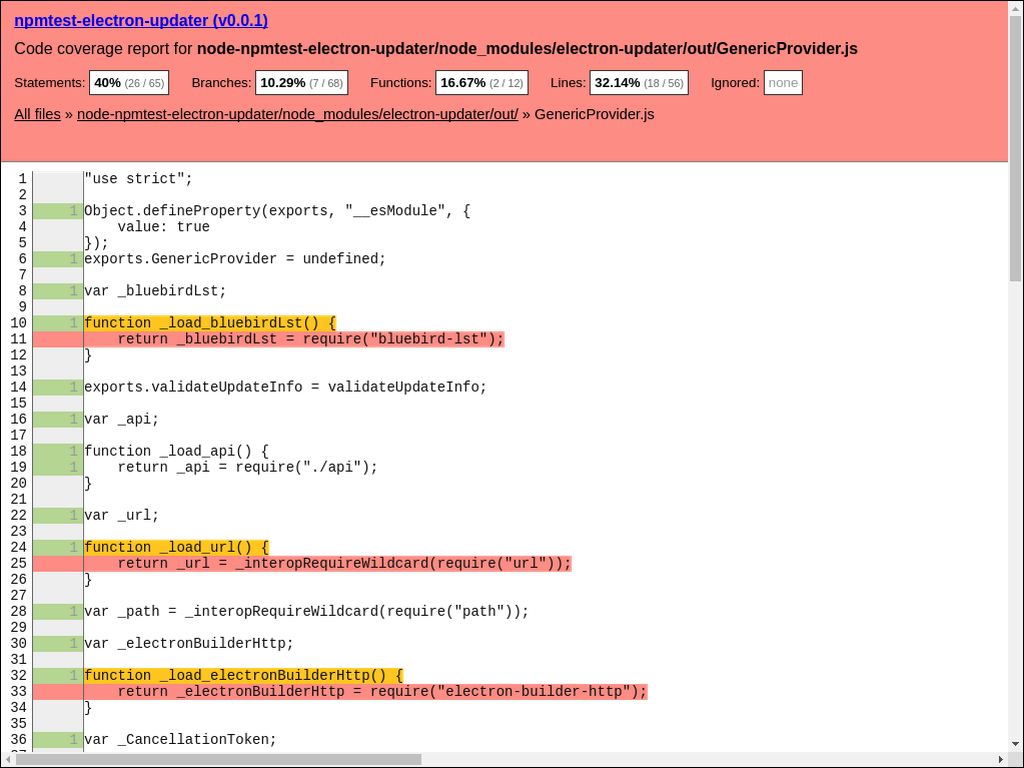 npmtest-electron-updater (v0.0.1)
Code coverage report for node-npmtest-electron-updater/node_modules/electron-updater/out/GenericProvider.js
Statements: 40% (26 / 65) Branches: 10.29% (7 / 68) Functions: 16.67% (2 / 12) Lines: 32.14% (18 / 56) Ignored: none
All files » node-npmtest-electron-updater/node_modules/electron-updater/out/ » GenericProvider.js
1 "use strict";
2
3 1 Object.defineProperty(exports, "__esModule", {
4 value: true
5 });
6 1 exports.GenericProvider = undefined;
7
8 1 var _bluebirdLst;
9
10 1 function _load_bluebirdLst() {
11 return _bluebirdLst = require("bluebird-lst");
12 }
13
14 1 exports.validateUpdateInfo = validateUpdateInfo;
15
16 1 var _api;
17
18 1 function _load_api() {
19 1 return _api = require("./api");
20 }
21
22 1 var _url;
23
24 1 function _load_url() {
25 return _url = _interopRequireWildcard(require("url"));
26 }
27
28 1 var _path = _interopRequireWildcard(require("path"));
29
30 1 var _electronBuilderHttp;
31
32 1 function _load_electronBuilderHttp() {
33 return _electronBuilderHttp = require("electron-builder-http");
34 }
35
36 1 var _CancellationToken;